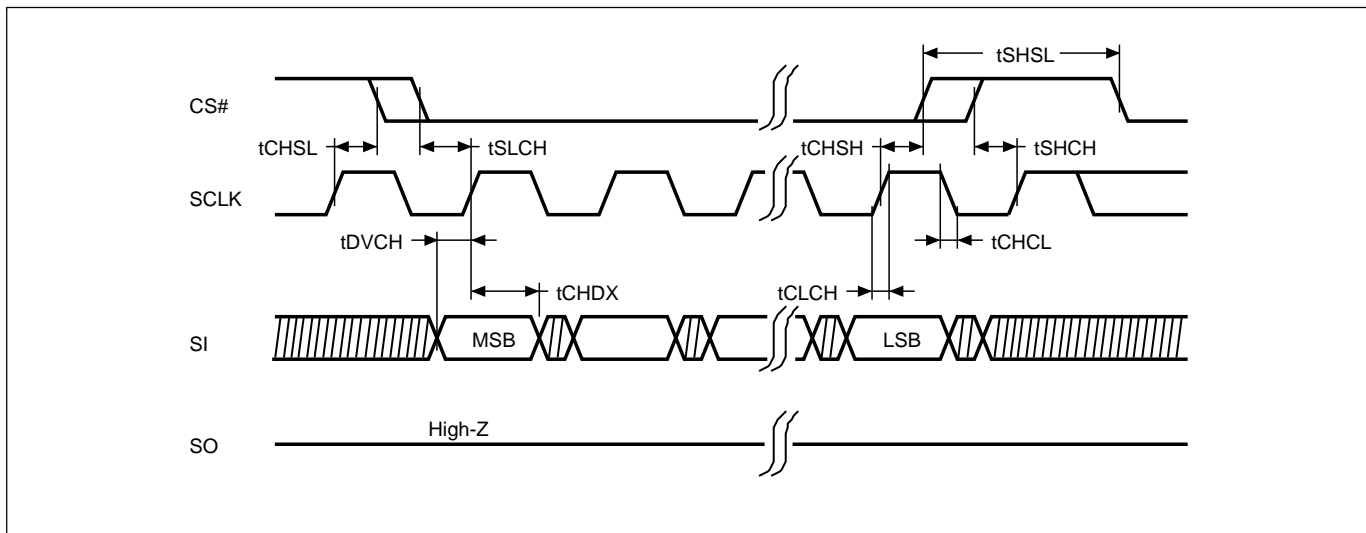 tSHSL
CS#
tCHSL
tSLCH
tCHSH
tSHCH
SCLK
tDVCH
tCHCL
tCHDX
tCLCH
SI
MSB
LSB
High-Z
SO